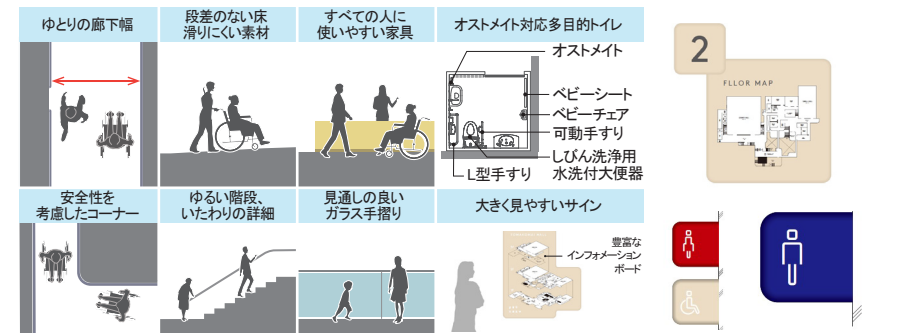 ゆとりの廊下幅
段差のない床
滑りにくい素材
すべての人に
使いやすい家具
オストメイト対応多目的トイレ
オストメイト
ベビーシート
ベビーチェア
可動手すり
しびん洗浄用
水洗付大便器
L型手すり
2
FLLOR MAP
安全性を
考慮したコーナー
ゆるい階段、
いたわりの詳細
見通しの良い
ガラス手摺り
大きく見やすいサイン
豊富な
インフォメーション
ボード